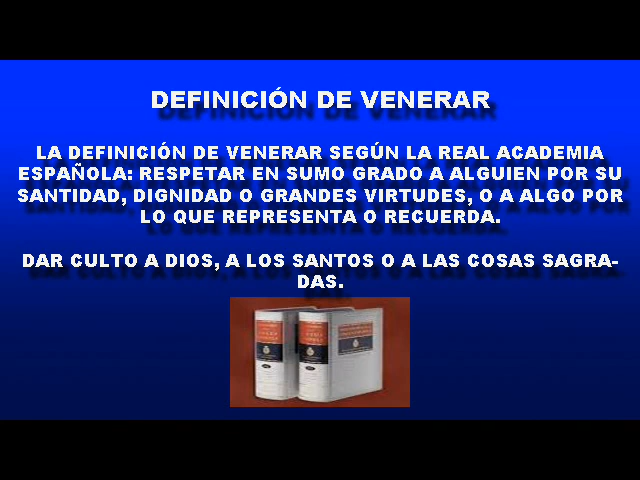 DEFINICIÓN DE VENERAR
LA DEFINICIÓN DE VENERAR SEGÚN LA REAL ACADEMIA
ESPAÑOLA: RESPETAR EN SUMO GRADO A ALGUIEN POR SU
SANTIDAD, DIGNIDAD O GRANDES VIRTUDES, O A ALGO POR
LO QUE REPRESENTA O RECUERDA.
DAR CULTO A DIOS, A LOS SANTOS O A LAS COSAS SAGRA-
DAS.